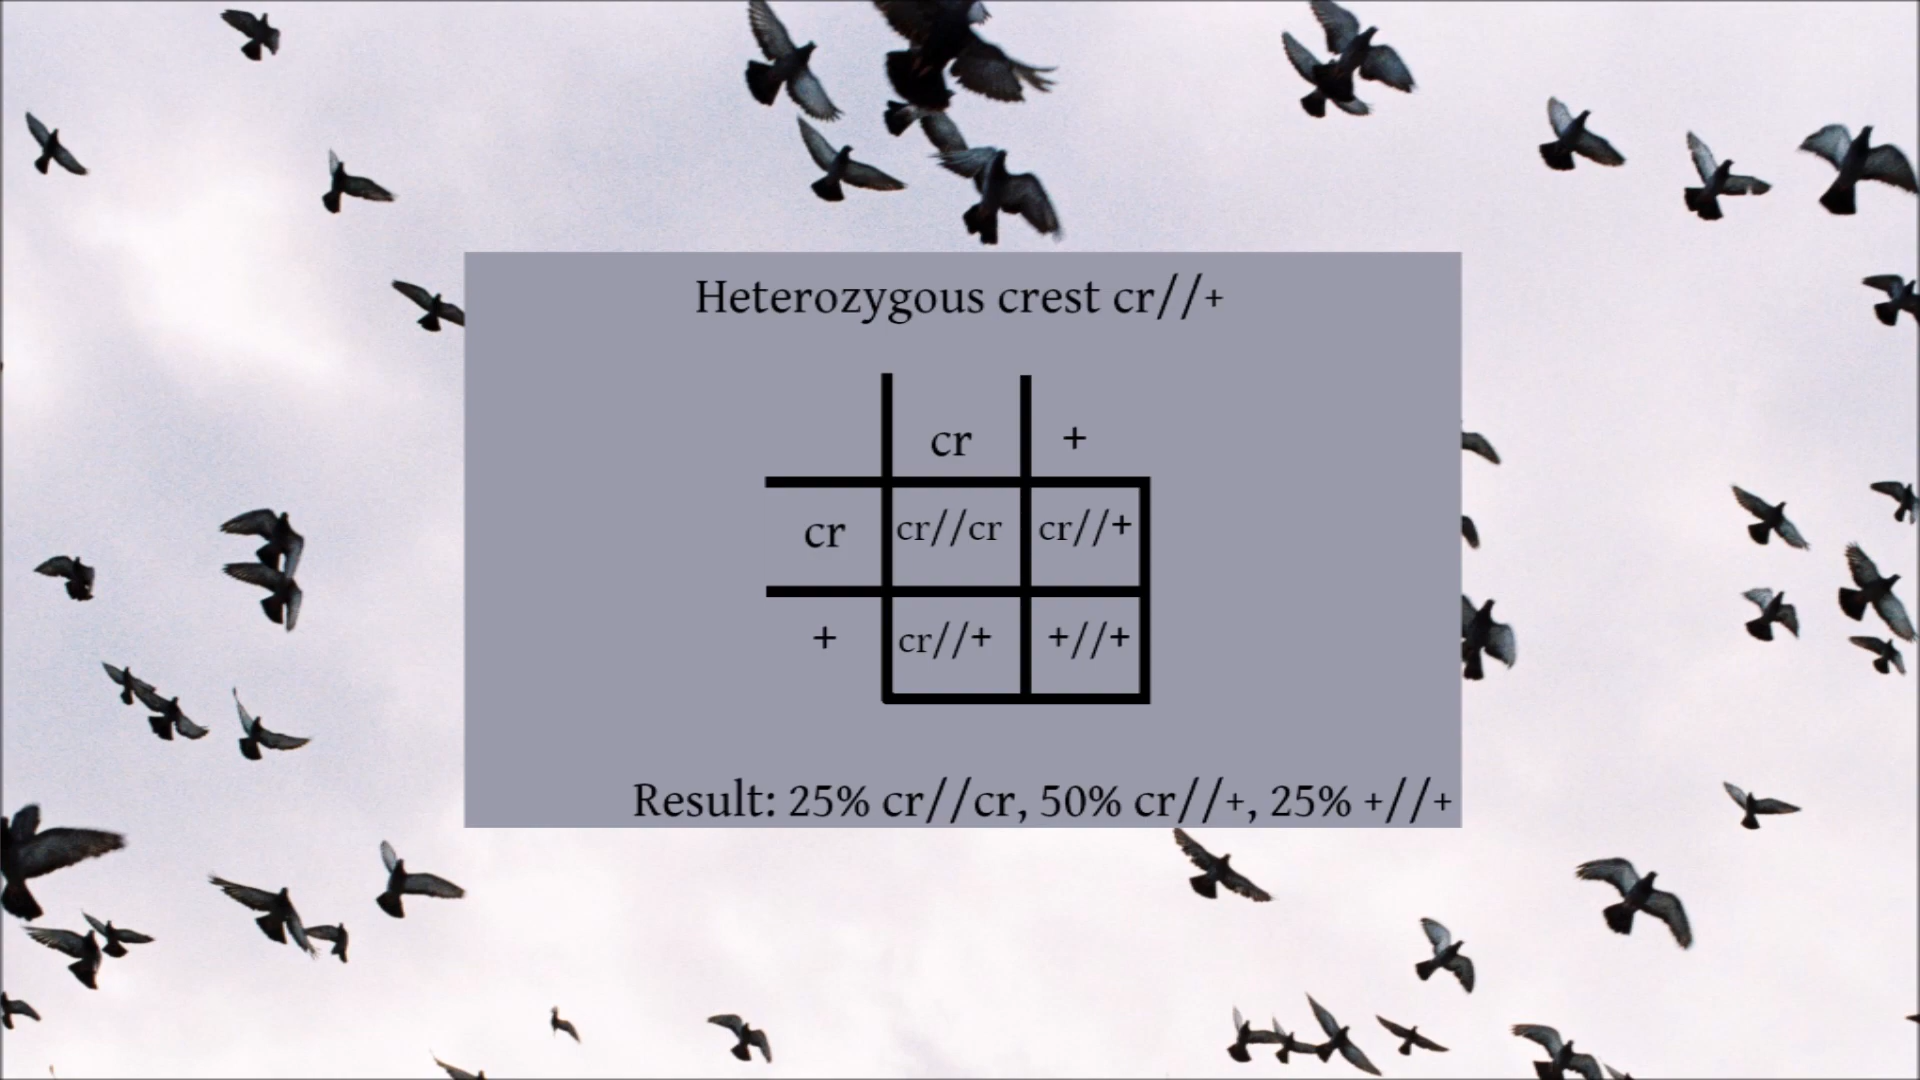 Heterozygous crest cr//+
cr +
cr cr//cr cr//+
+ cr//+ +//+
Result: 25% cr//cr, 50% cr//+, 25% +//+